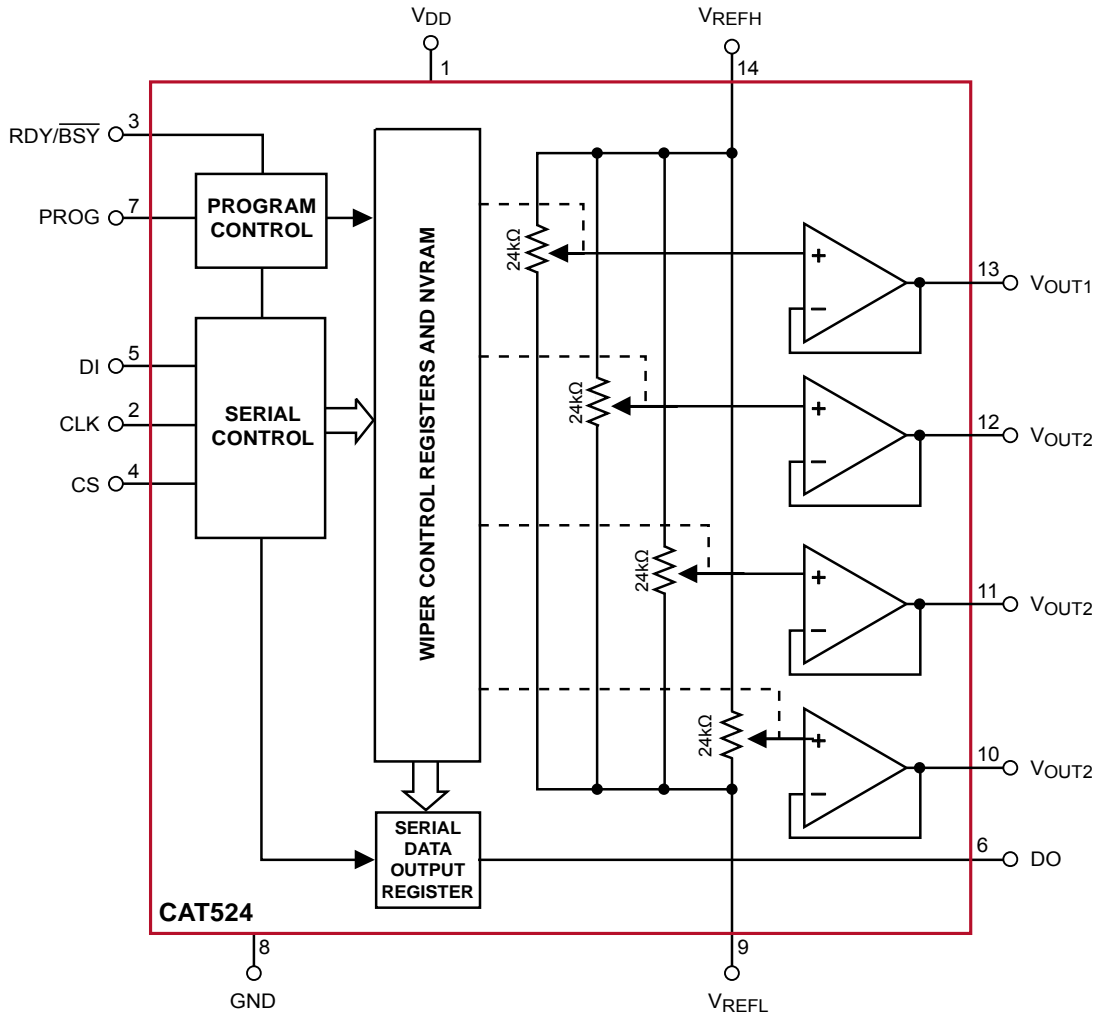 VDD
VREFH
1
14
3
RDY/BSY
7
PROG
PROGRAM
CONTROL
5
DI
2
CLK
4
CS
SERIAL
CONTROL
WIPER CONTROL REGISTERS AND NVRAM
24kΩ
24kΩ
24kΩ
24kΩ
+
–
13
VOUT1
+
–
12
VOUT2
+
–
11
VOUT2
+
–
10
VOUT2
SERIAL
DATA
OUTPUT
REGISTER
6
DO
CAT524
8
GND
9
VREFL